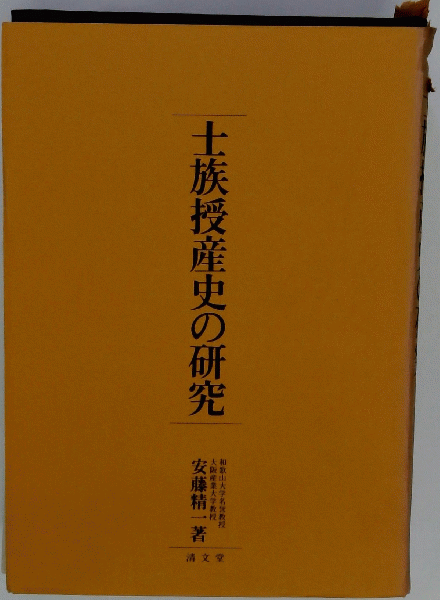 士族授産史の研究
和歌山大学名誉教授
大阪産業大学教授
安藤精一著
清文堂